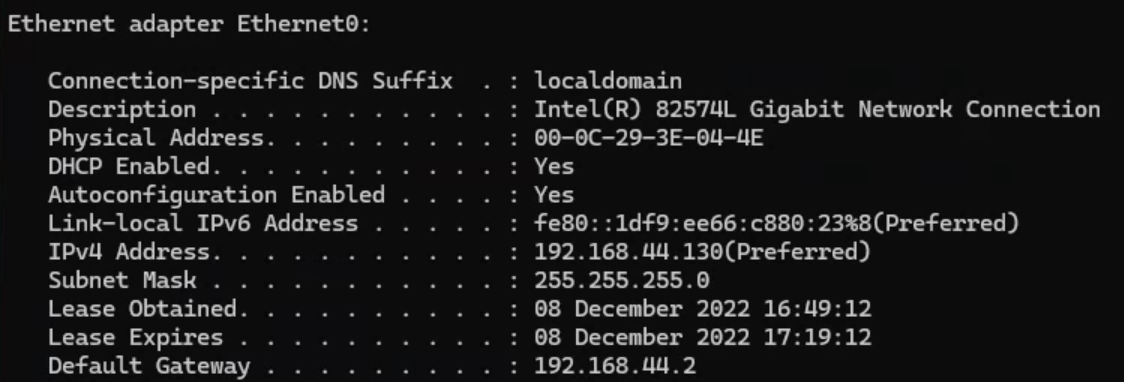 Ethernet adapter Ethernet0:
Connection-specific DNS Suffix  . : localdomain
Description . . . . . . . . . . . : Intel(R) 82574L Gigabit Network Connection
Physical Address. . . . . . . . . : 00-0C-29-3E-04-4E
DHCP Enabled. . . . . . . . . . . : Yes
Autoconfiguration Enabled . . . . : Yes
Link-local IPv6 Address . . . . . : fe80::1df9:ee66:c880:23%8(Preferred)
IPv4 Address. . . . . . . . . . . : 192.168.44.130(Preferred)
Subnet Mask . . . . . . . . . . . : 255.255.255.0
Lease Obtained. . . . . . . . . . : 08 December 2022 16:49:12
Lease Expires . . . . . . . . . . : 08 December 2022 17:19:12
Default Gateway . . . . . . . . . : 192.168.44.2